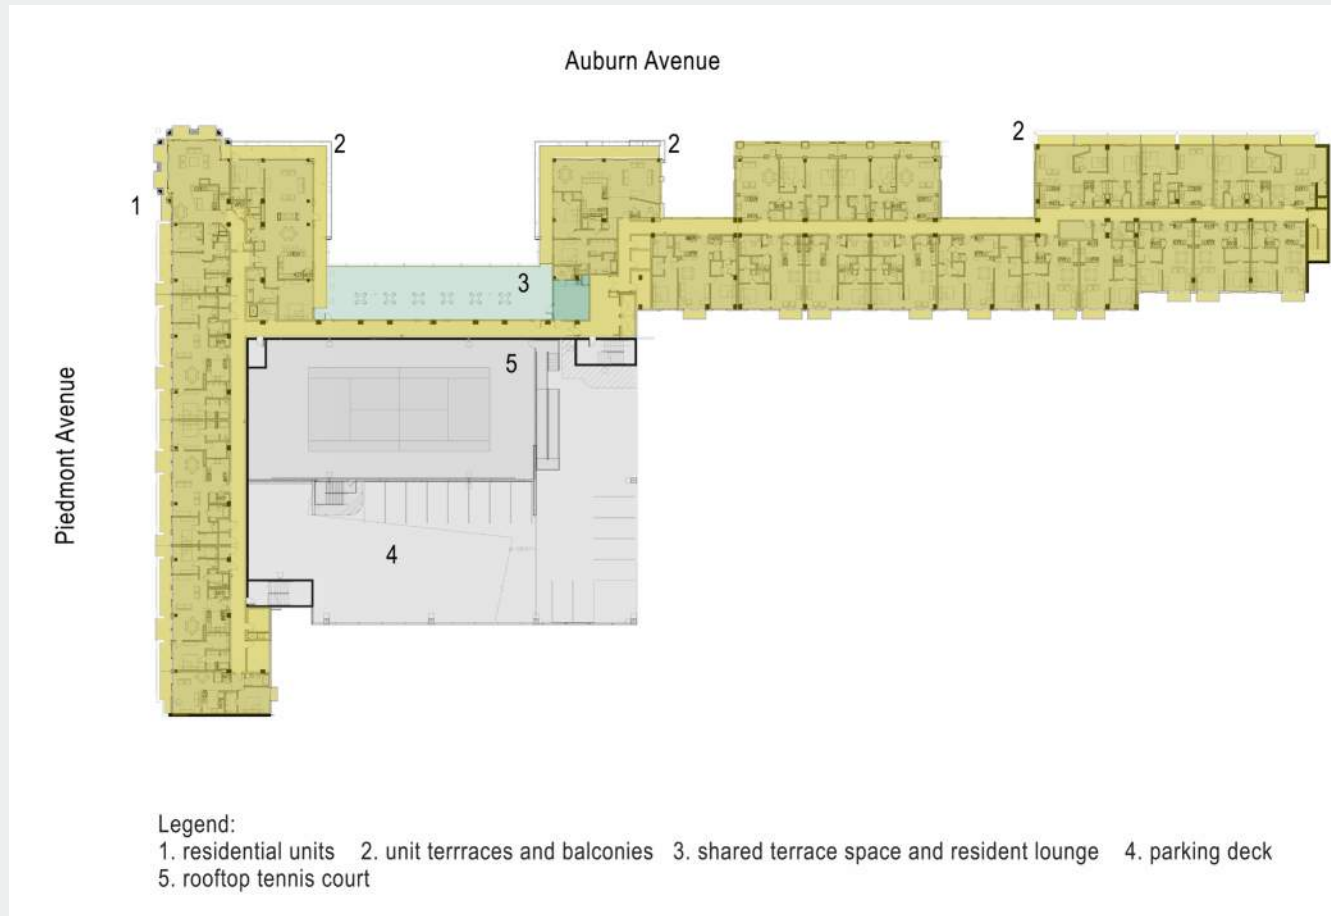 Auburn Avenue
2
2
2
1
3
5
Piedmont Avenue
4
Legend:
1. residential units 2. unit terrraces and balconies 3. shared terrace space and resident lounge 4. parking deck
5. rooftop tennis court